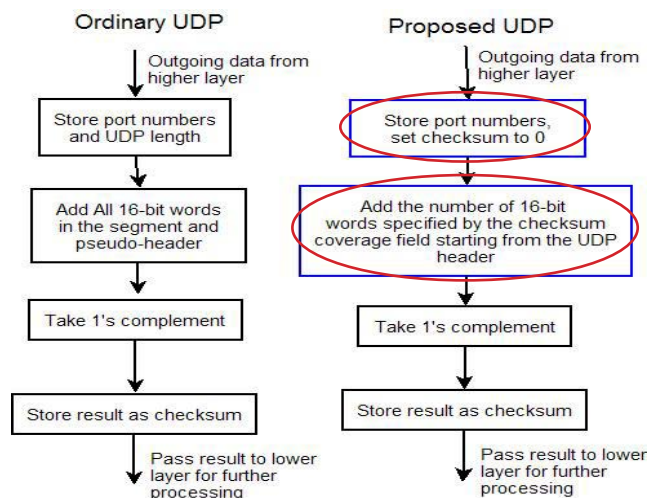 Ordinary UDP
Outgoing data from
higher layer
Store port numbers
and UDP length
Add All 16-bit words
in the segment and
pseudo-header
Take 1's complement
Store result as checksum
Pass result to lower
layer for further
processing
Proposed UDP
Outgoing data from
higher layer
Store port numbers,
set checksum to 0
Add the number of 16-bit
words specified by the checksum
coverage field starting from the UDP
header
Take 1's complement
Store result as checksum
Pass result to lower
layer for further
processing